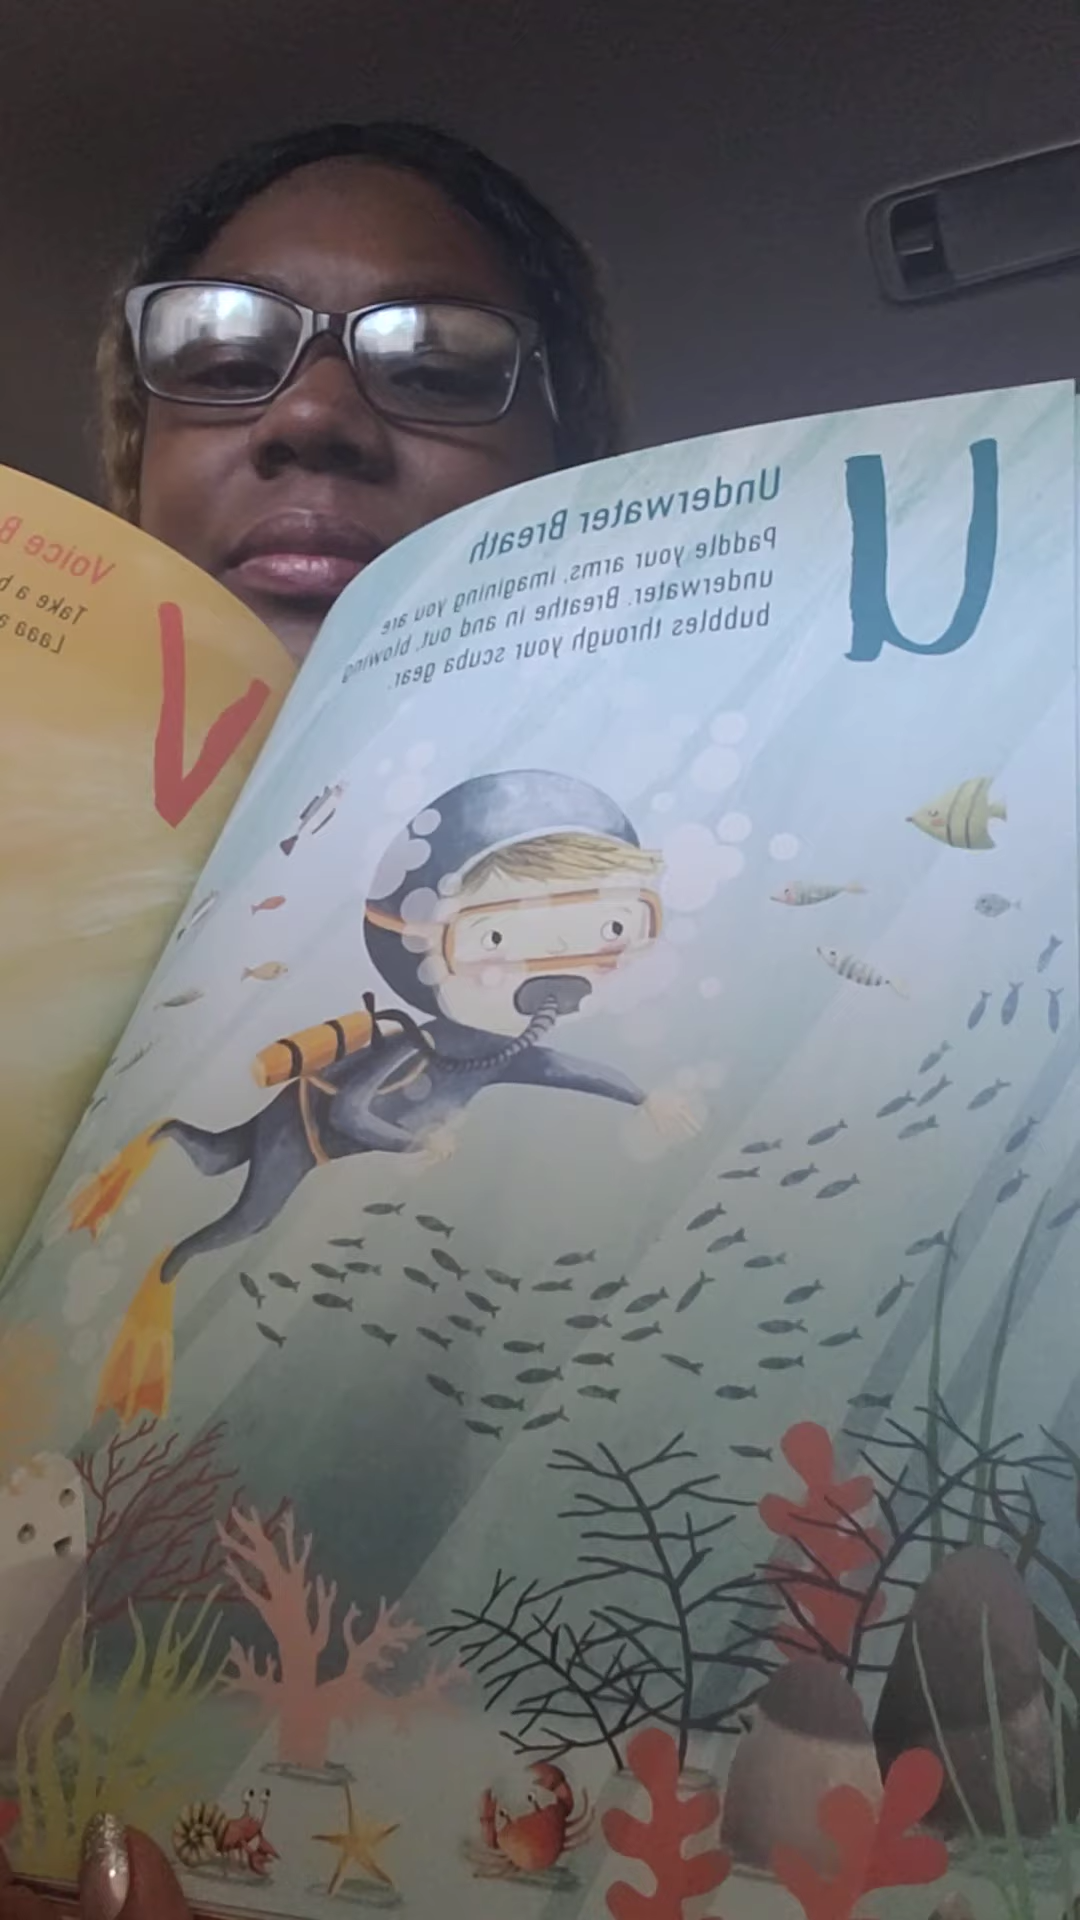 U
Underwater Breath
Paddle your arms, imagining you are
underwater. Breathe in and out, blowing
bubbles through your scuba gear.
V
Voice B
Take a b
Laaa a